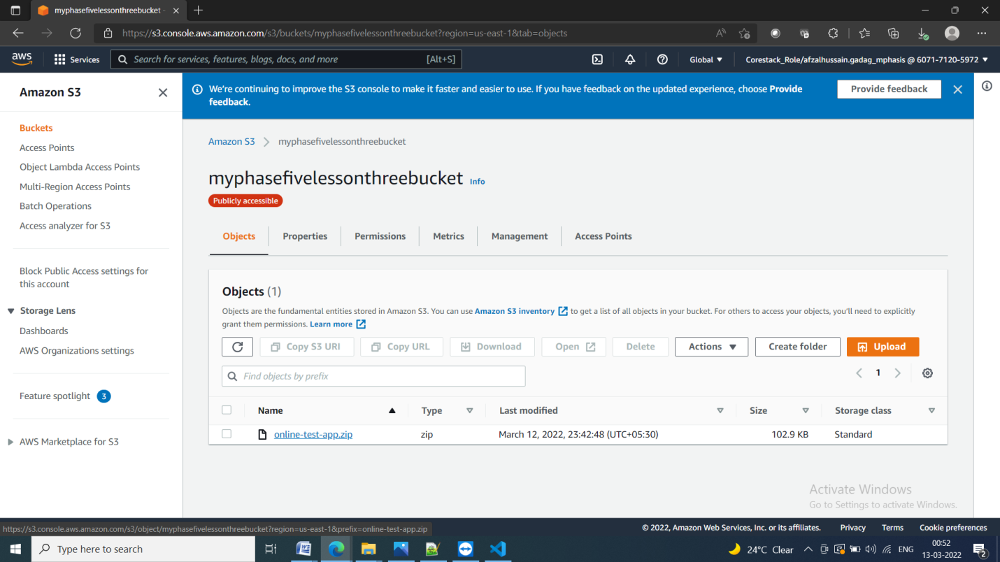 myphasefivelessonthreebucket -
https://s3.console.aws.amazon.com/s3/buckets/myphasefivelessonthreebucket?region=us-east-1&tab=objects
aws Services Search for services, features, blogs, docs, and more [Alt+S] Global Corestack_Role/afzalhussain.gadag_mphasis @ 6071-7120-5972
Amazon S3
Buckets
Access Points
Object Lambda Access Points
Multi-Region Access Points
Batch Operations
Access analyzer for S3
Block Public Access settings for
this account
Storage Lens
Dashboards
AWS Organizations settings
Feature spotlight 3
AWS Marketplace for S3
We're continuing to improve the S3 console to make it faster and easier to use. If you have feedback on the updated experience, choose Provide
feedback.
Provide feedback
Amazon S3 myphasefivelessonthreebucket
myphasefivelessonthreebucket Info
Publicly accessible
Objects Properties Permissions Metrics Management Access Points
Objects (1)
Objects are the fundamental entities stored in Amazon S3. You can use Amazon S3 inventory to get a list of all objects in your bucket. For others to access your objects, you'll need to explicitly
grant them permissions. Learn more
Copy S3 URI Copy URL Download Open Delete Actions Create folder Upload
Find objects by prefix 1
Name Type Last modified Size Storage class
online-test-app.zip zip March 12, 2022, 23:42:48 (UTC+05:30) 102.9 KB Standard
Activate Windows
Go to Settings to activate Windows.
https://s3.console.aws.amazon.com/s3/object/myphasefivelessonthreebucket?region=us-east-1&prefix=online-test-app.zip
© 2022, Amazon Web Services, Inc. or its affiliates. Privacy Terms Cookie preferences
Type here to search 24°C Clear ENG
00:52
13-03-2022
2